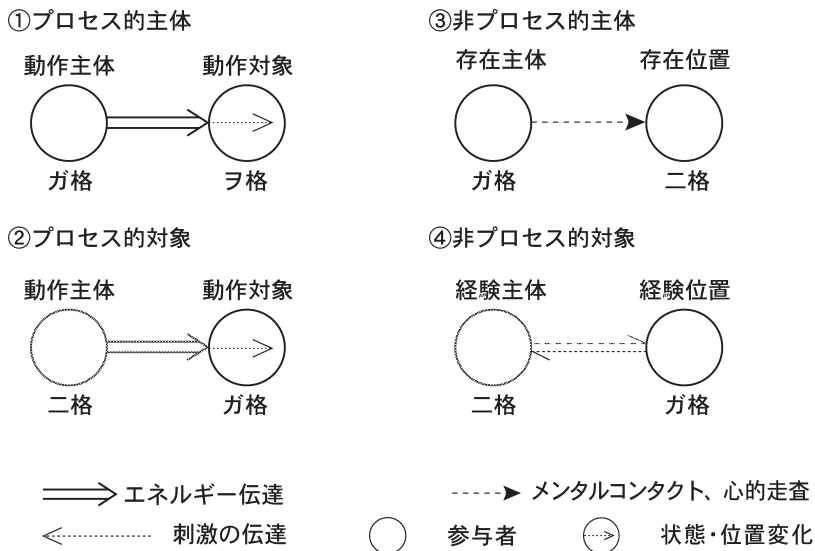 ①プロセス的主体
動作主体 動作対象
ガ格 ヲ格
③非プロセス的主体
存在主体 存在位置
ガ格 ニ格
②プロセス的対象
動作主体 動作対象
ニ格 ガ格
④非プロセス的対象
経験主体 経験位置
ニ格 ガ格
エネルギー伝達
メンタルコンタクト、心的走査
刺激の伝達
参与者
状態・位置変化